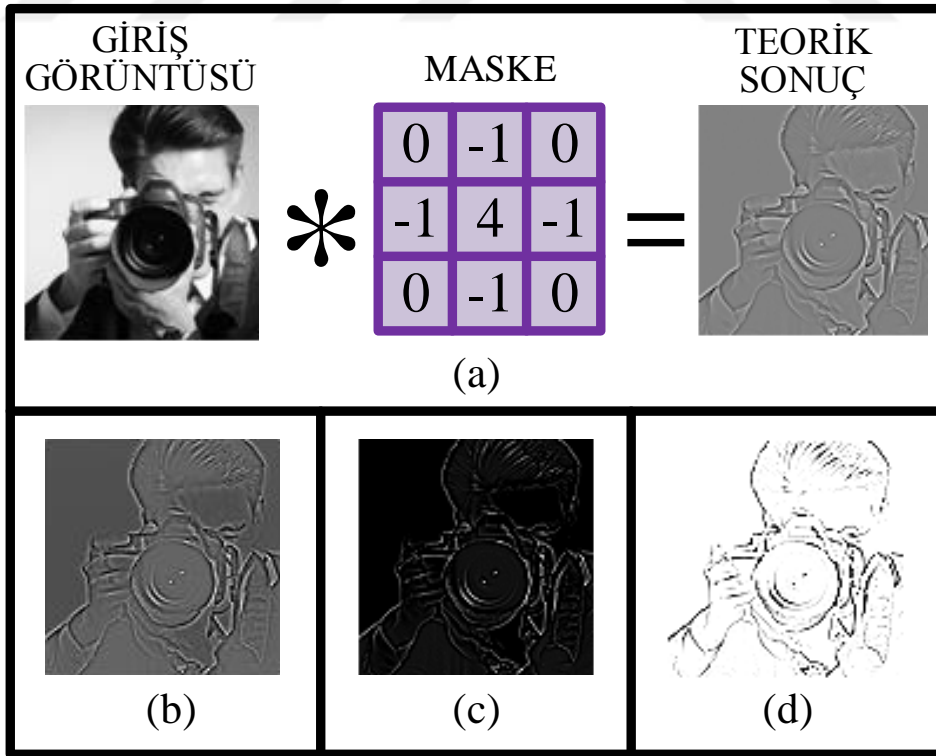 GİRİŞ
GÖRÜNTÜSÜ
MASKE
TEORİK
SONUÇ
0 -1 0
* -1 4 -1 =
0 -1 0
(a)
(b) (c) (d)